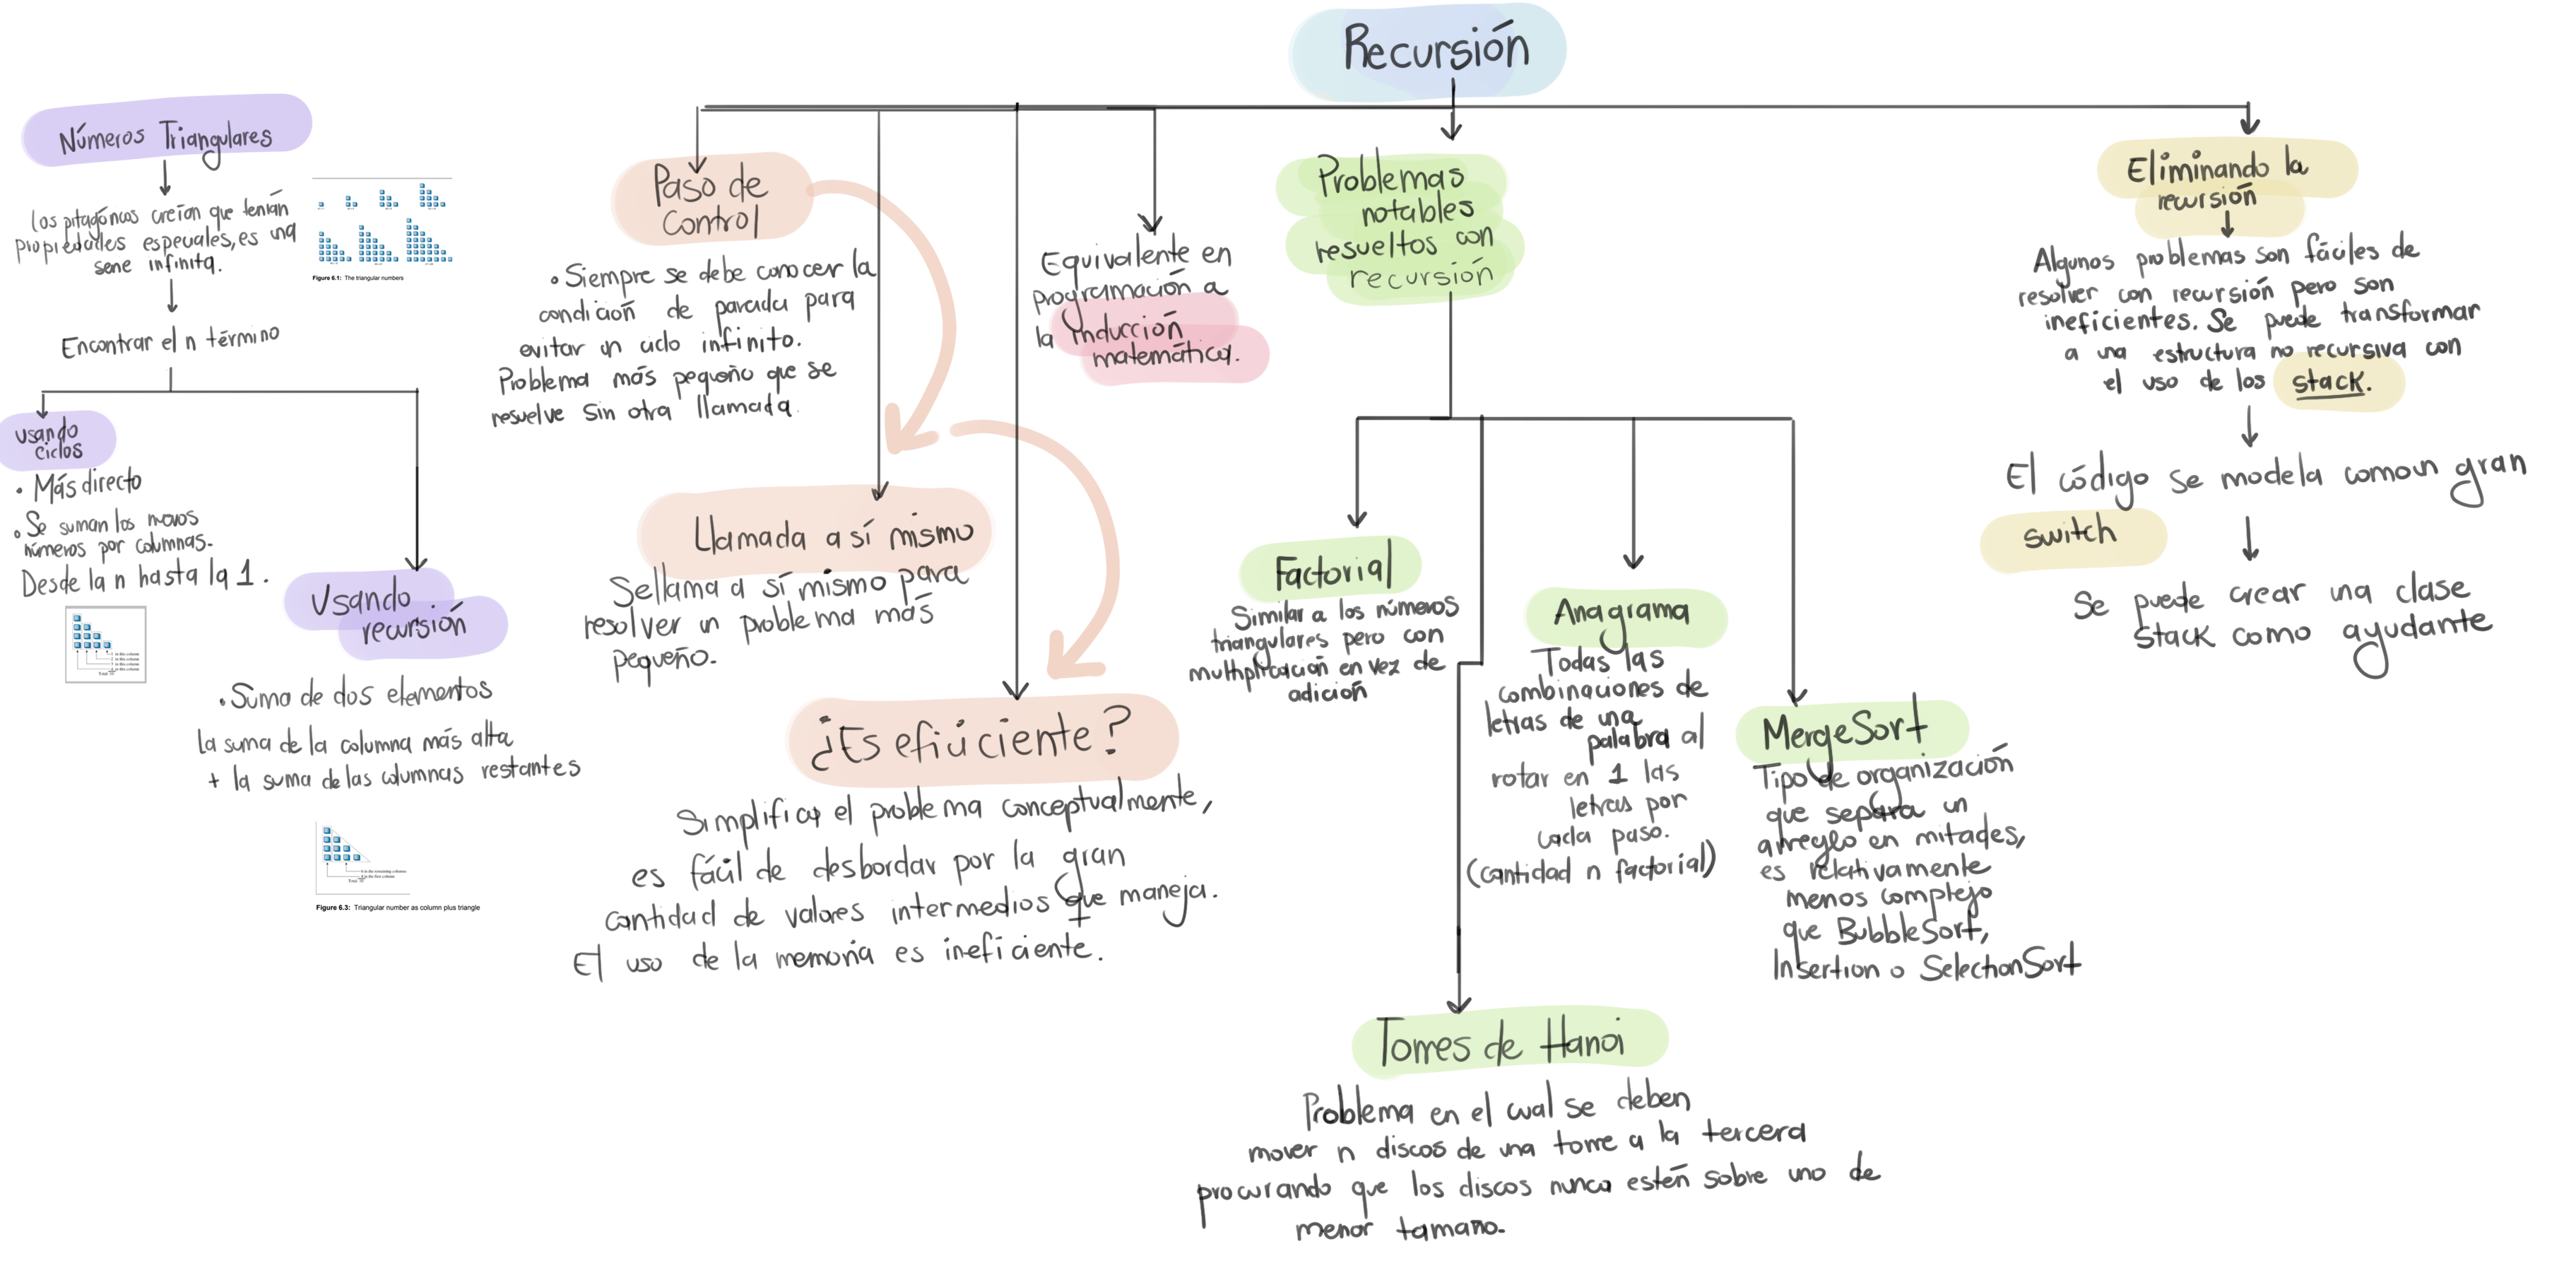 Recursión
Números Triangulares
Los pitagóricos creían que tenían
propiedades especiales, es una
serie infinita.
Figure 6.1: The triangular numbers
Encontrar el n término
Usando
ciclos
• Más directo
• Se suman los nuevos
números por columnas.
Desde la n hasta la 1.
Usando
recursión
• Suma de dos elementos
La suma de la columna más alta
+ la suma de las columnas restantes
Figure 6.3: Triangular number as column plus triangle
Paso de
control
• Siempre se debe conocer la
condición de parada para
evitar un ciclo infinito.
Problema más pequeño que se
resuelve sin otra llamada.
Llamada a sí mismo
Se llama a sí mismo para
resolver un problema más
pequeño.
¿Es efiuciente?
Simplificar el problema conceptualmente,
es fácil de desbordar por la gran
cantidad de valores intermedios que maneja.
+
El uso de la memoria es ineficiente.
Equivalente en
programación a
la inducción
matemática.
Problemas
notables
resueltos con
recursión
Factorial
Similar a los números
triangulares pero con
multiplicación en vez de
adición
Anagrama
Todas las
combinaciones de
letras de una
palabra al
rotar en 1 las
letras por
cada paso.
(cantidad n factorial)
MergeSort
Tipo de organización
que separa un
arreglo en mitades,
es relativamente
menos complejo
que BubbleSort,
Insertion o SelectionSort
Torres de Hanoi
Problema en el cual se deben
mover n discos de una torre a la tercera
procurando que los discos nunca estén sobre uno de
menor tamaño.
Eliminando la
recursión
Algunos problemas son fáciles de
resolver con recursión pero son
ineficientes. Se puede transformar
a una estructura no recursiva con
el uso de los stack.
El código se modela como un gran
switch
Se puede crear una clase
stack como ayudante